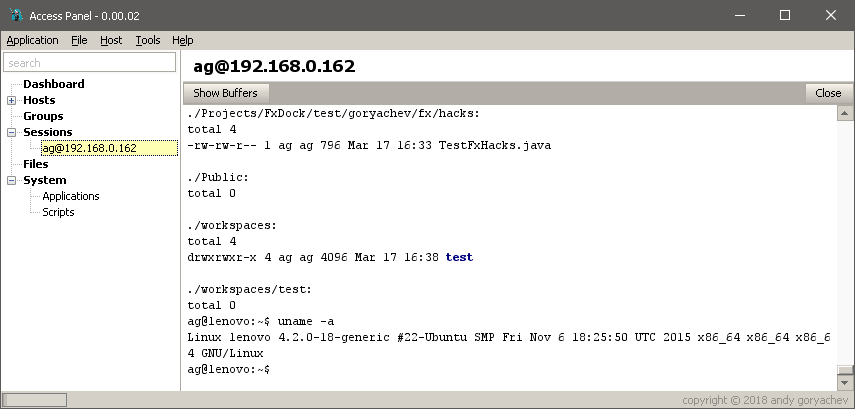 Access Panel - 0.00.02
Application File Host Tools Help
search
Dashboard
Hosts
Groups
Sessions
ag@192.168.0.162
Files
System
Applications
Scripts
ag@192.168.0.162
Show Buffers
Close
./Projects/FxDock/test/goryachev/fx/hacks:
total 4
-rw-rw-r-- 1 ag ag 796 Mar 17 16:33 TestFxHacks.java
./Public:
total 0
./workspaces:
total 4
drwxrwxr-x 4 ag ag 4096 Mar 17 16:38 test
./workspaces/test:
total 0
ag@lenovo:~$ uname -a
Linux lenovo 4.2.0-18-generic #22-Ubuntu SMP Fri Nov 6 18:25:50 UTC 2015 x86_64 x86_64 x86_6
4 GNU/Linux
ag@lenovo:~$
copyright © 2018 andy goryachev